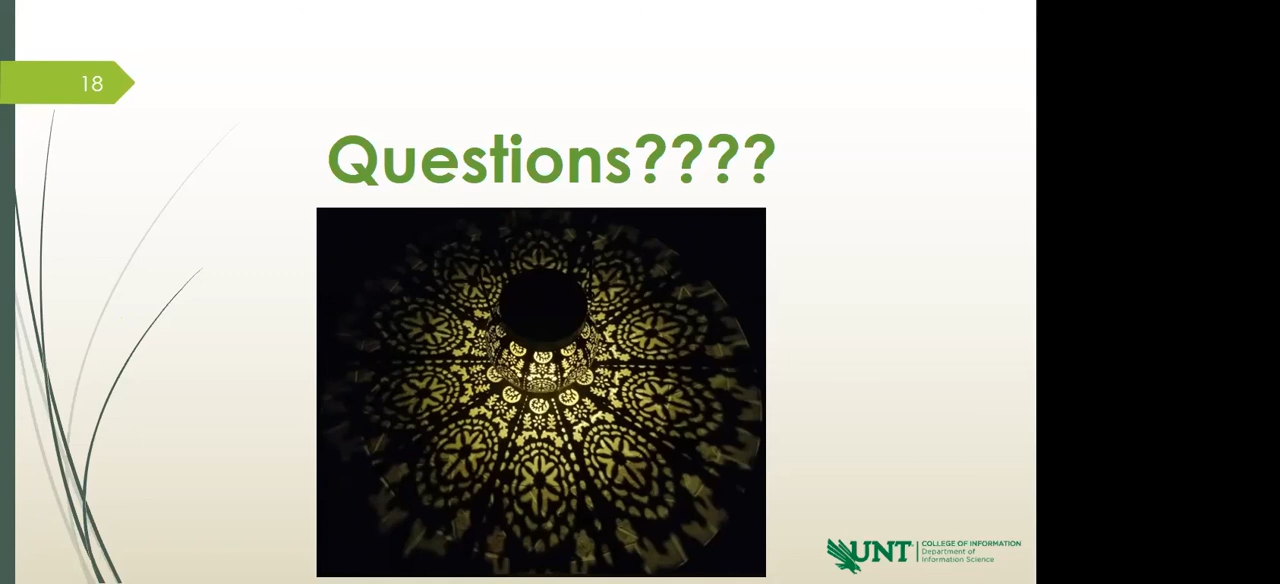 18
Questions????
UNT
COLLEGE OF INFORMATION
Department of
Information Science